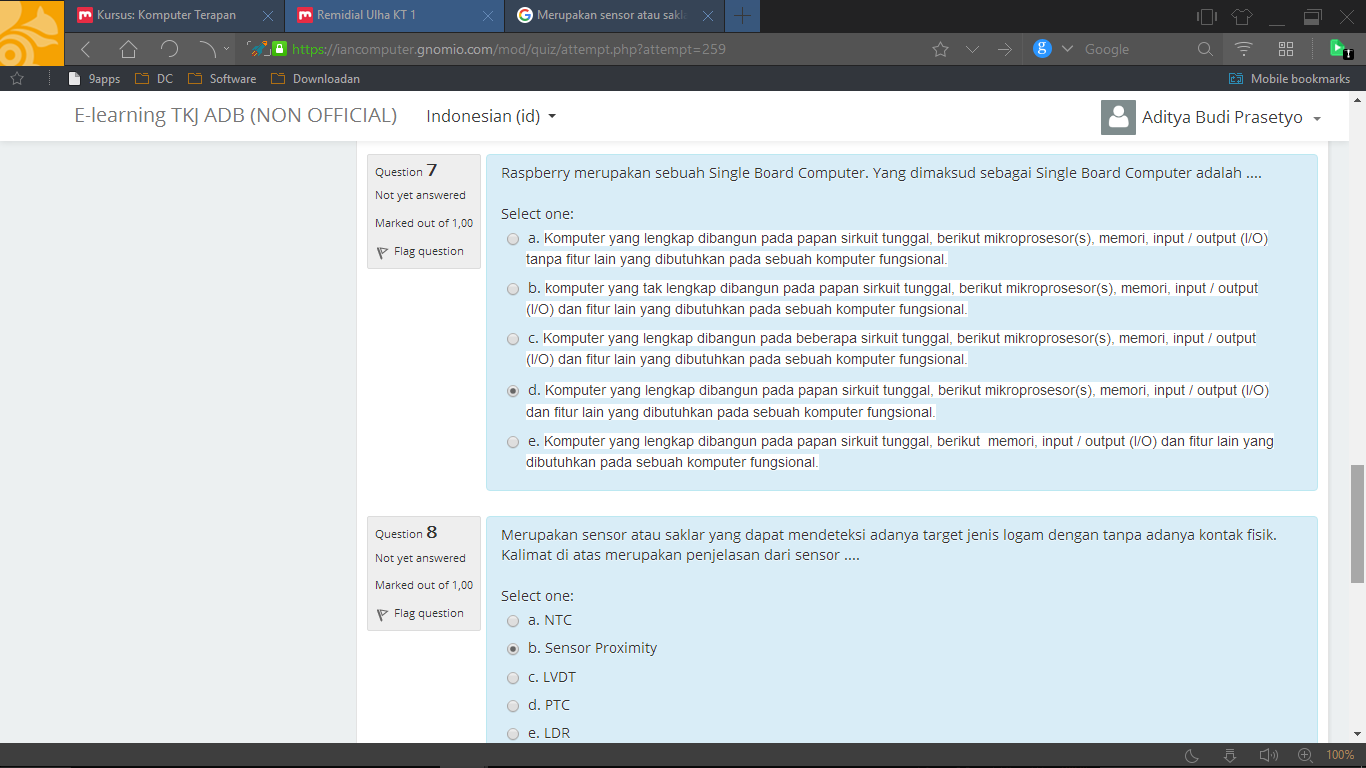 Kursus: Komputer Terapan
Remidial Ulha KT 1
Merupakan sensor atau sakla
https://iancomputer.gnomio.com/mod/quiz/attempt.php?attempt=259
g
Google
9apps
DC
Software
Downloadan
Mobile bookmarks
E-learning TKJ ADB (NON OFFICIAL)
Indonesian (id)
Aditya Budi Prasetyo
Question 7
Not yet answered
Marked out of 1,00
Flag question
Raspberry merupakan sebuah Single Board Computer. Yang dimaksud sebagai Single Board Computer adalah ....
Select one:
a. Komputer yang lengkap dibangun pada papan sirkuit tunggal, berikut mikroprosesor(s), memori, input / output (I/O)
tanpa fitur lain yang dibutuhkan pada sebuah komputer fungsional.
b. komputer yang tak lengkap dibangun pada papan sirkuit tunggal, berikut mikroprosesor(s), memori, input / output
(I/O) dan fitur lain yang dibutuhkan pada sebuah komputer fungsional.
c. Komputer yang lengkap dibangun pada beberapa sirkuit tunggal, berikut mikroprosesor(s), memori, input / output
(I/O) dan fitur lain yang dibutuhkan pada sebuah komputer fungsional.
d. Komputer yang lengkap dibangun pada papan sirkuit tunggal, berikut mikroprosesor(s), memori, input / output (I/O)
dan fitur lain yang dibutuhkan pada sebuah komputer fungsional.
e. Komputer yang lengkap dibangun pada papan sirkuit tunggal, berikut  memori, input / output (I/O) dan fitur lain yang
dibutuhkan pada sebuah komputer fungsional.
Question 8
Not yet answered
Marked out of 1,00
Flag question
Merupakan sensor atau saklar yang dapat mendeteksi adanya target jenis logam dengan tanpa adanya kontak fisik.
Kalimat di atas merupakan penjelasan dari sensor ....
Select one:
a. NTC
b. Sensor Proximity
c. LVDT
d. PTC
e. LDR
100%